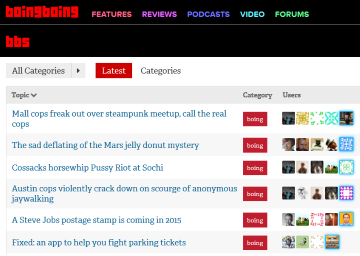 boingboing
FEATURES REVIEWS PODCASTS VIDEO FORUMS
bbs
All Categories Latest Categories
Topic Category Users
Mall cops freak out over steampunk meetup, call the real
cops
boing
The sad deflating of the Mars jelly donut mystery boing
Cossacks horsewhip Pussy Riot at Sochi boing
Austin cops violently crack down on scourge of anonymous
jaywalking
boing
A Steve Jobs postage stamp is coming in 2015 boing
Fixed: an app to help you fight parking tickets boing